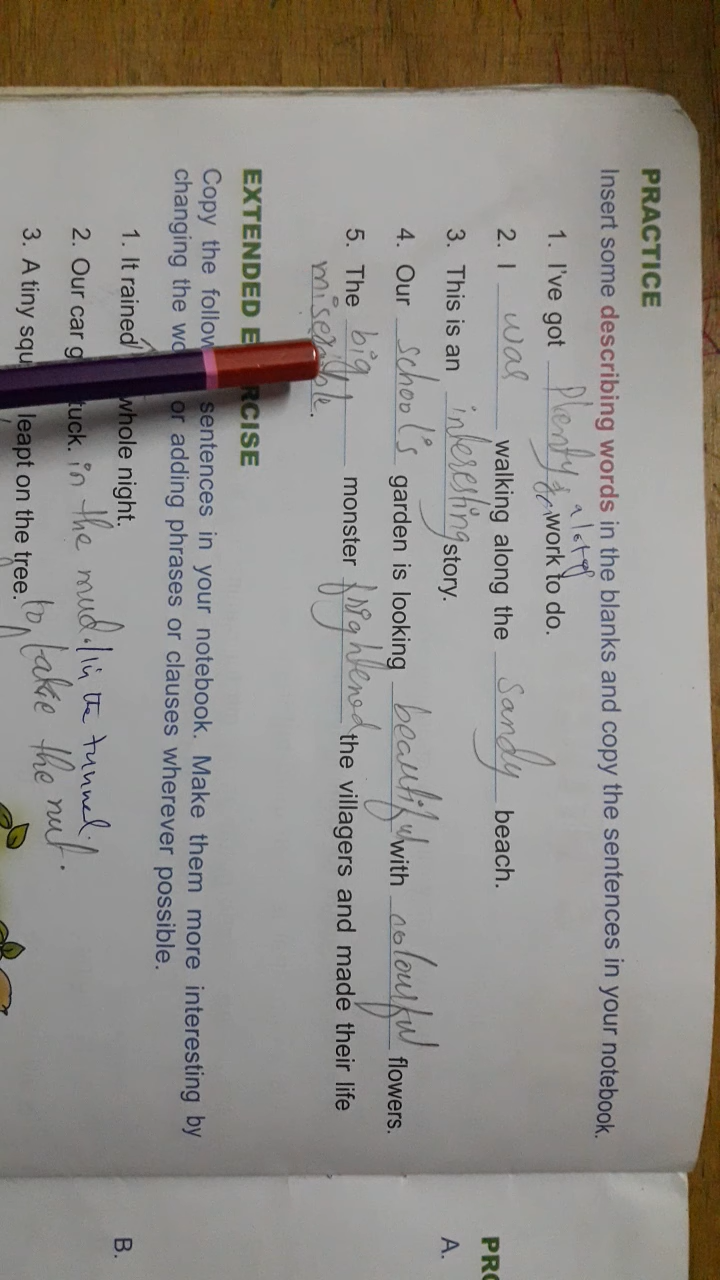 PRACTICE
Insert some describing words in the blanks and copy the sentences in your notebook.
a lot of
1. I've got plenty of work to do.
2. I was walking along the sandy beach.
3. This is an interesting story.
4. Our school's garden is looking beautiful with colourful flowers.
5. The big monster frightened the villagers and made their life
miserable.
EXTENDED E RCISE
Copy the follow sentences in your notebook. Make them more interesting by
changing the wo or adding phrases or clauses wherever possible.
1. It rained whole night.
2. Our car g tuck. in the mud. / in the tunnel.
3. A tiny squ leapt on the tree. to take the nut.
PRO
A.
B.